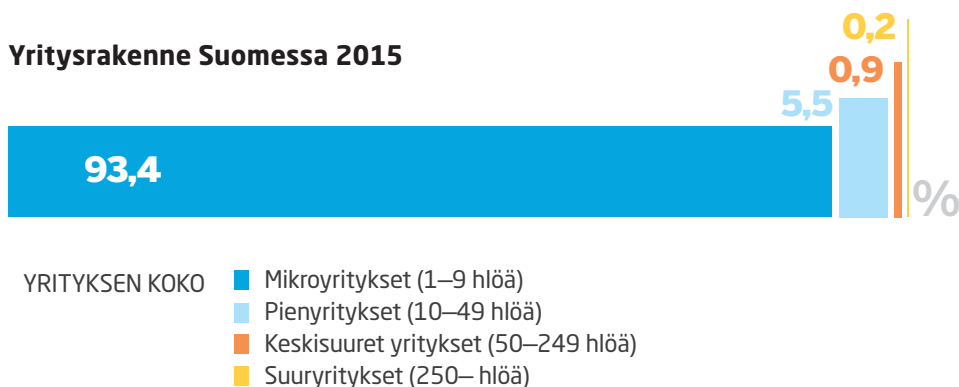 Yritysrakenne Suomessa 2015
0,2
0,9
5,5
93,4
%
YRITYKSEN KOKO
Mikroyritykset (1–9 hlöä)
Pienyritykset (10–49 hlöä)
Keskisuuret yritykset (50–249 hlöä)
Suuryritykset (250– hlöä)